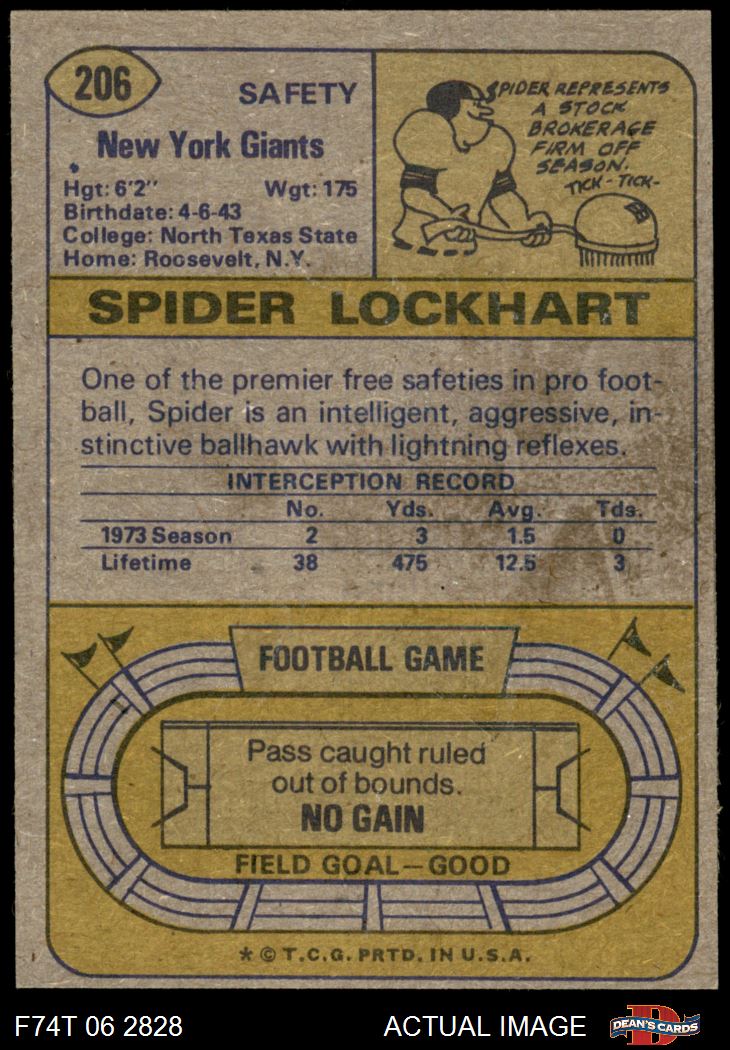 206
SAFETY
New York Giants
Hgt: 6'2" Wgt: 175
Birthdate: 4-6-43
College: North Texas State
Home: Roosevelt, N.Y.
SPIDER REPRESENTS
A STOCK
BROKERAGE
FIRM OFF
SEASON.
TICK-TICK-
SPIDER LOCKHART
One of the premier free safeties in pro foot-
ball, Spider is an intelligent, aggressive, in-
stinctive ballhawk with lightning reflexes.
INTERCEPTION RECORD
No. Yds. Avg. Tds.
1973 Season 2 3 1.5 0
Lifetime 38 475 12.5 3
FOOTBALL GAME
Pass caught ruled
out of bounds.
NO GAIN
FIELD GOAL—GOOD
* © T.C.G. PRTD. IN U.S.A.
F74T 06 2828 ACTUAL IMAGE D DEAN'S CARDS